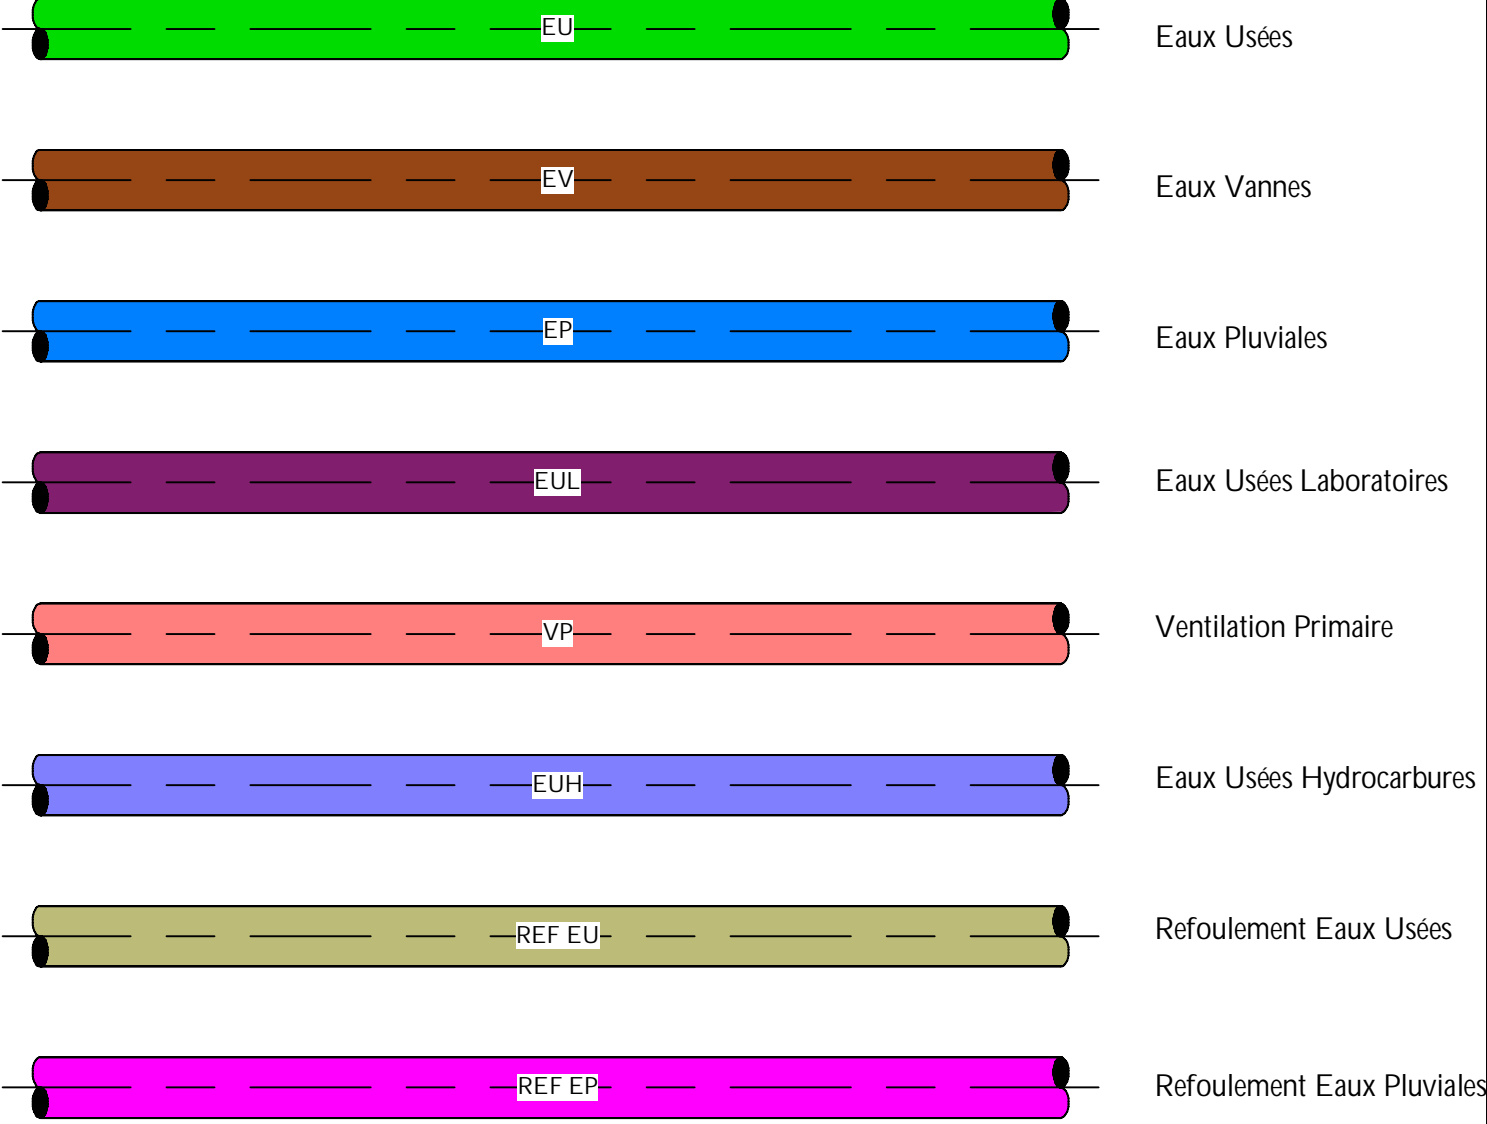 EU
Eaux Usées
EV
Eaux Vannes
EP
Eaux Pluviales
EUL
Eaux Usées Laboratoires
VP
Ventilation Primaire
EUH
Eaux Usées Hydrocarbures
REF EU
Refoulement Eaux Usées
REF EP
Refoulement Eaux Pluviales